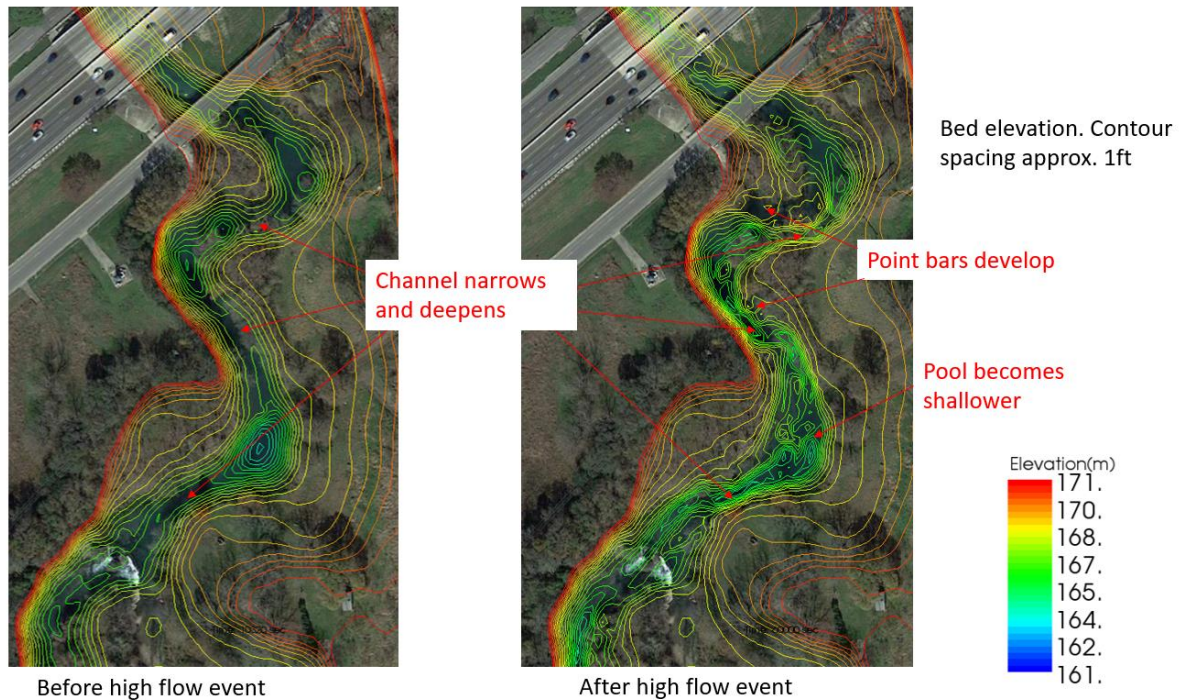 Bed elevation. Contour
spacing approx. 1ft
Channel narrows
and deepens
Point bars develop
Pool becomes
shallower
Elevation(m)
171.
170.
168.
167.
165.
164.
162.
161.
Before high flow event
After high flow event